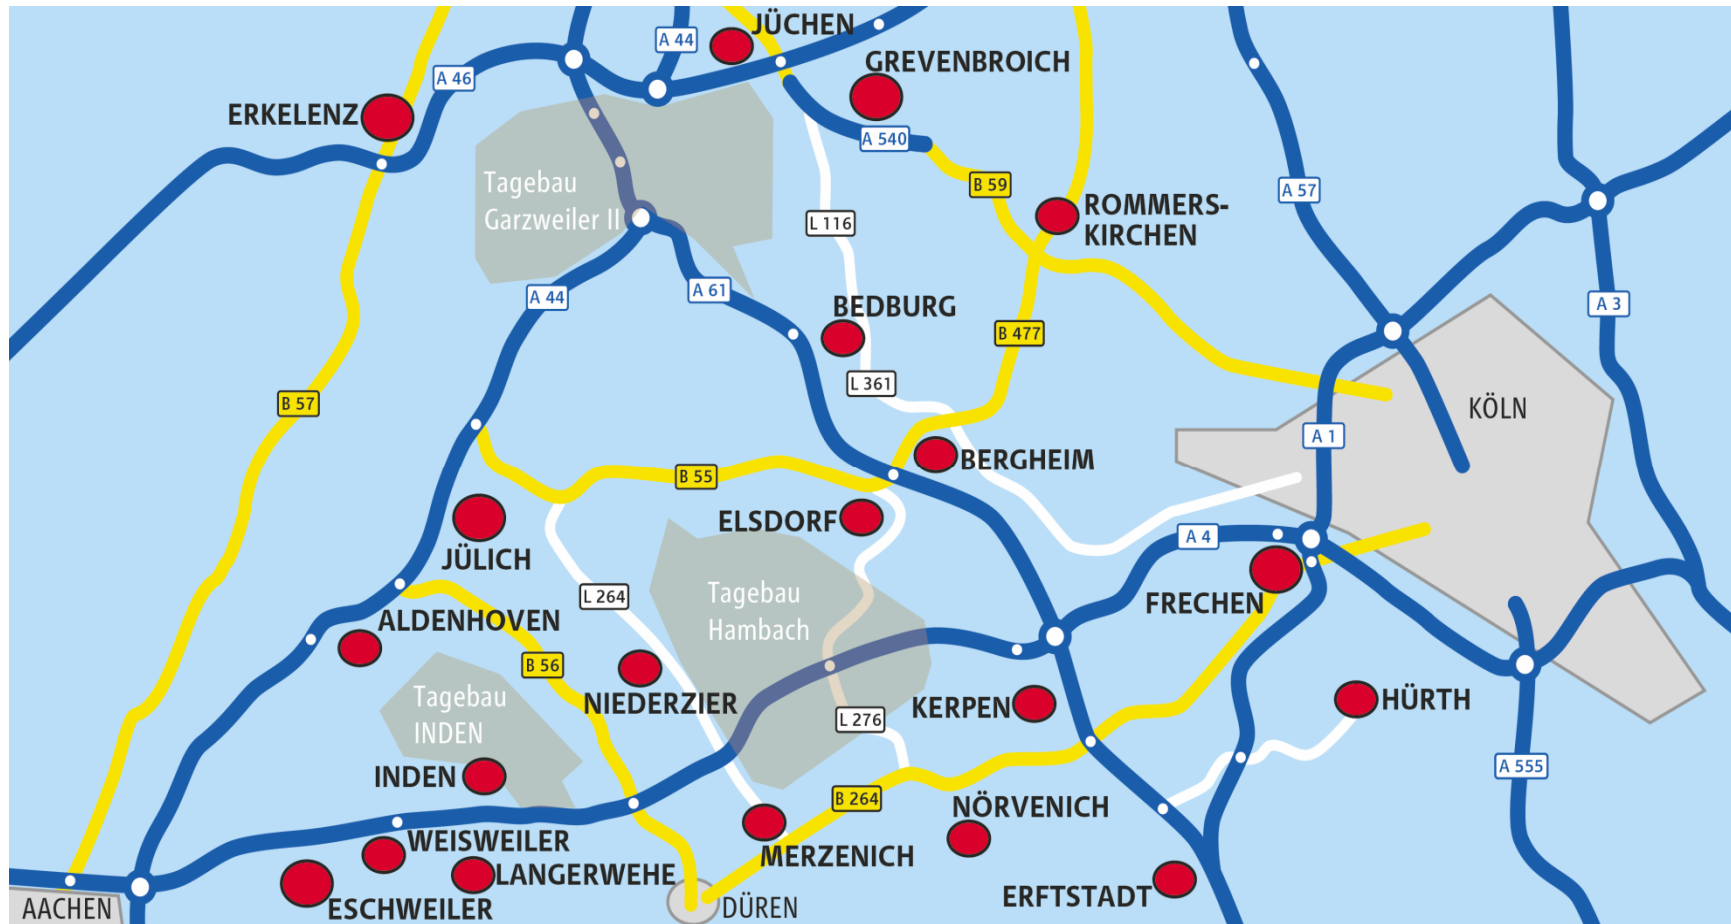 JÜCHEN
A 44
GREVENBROICH
A 46
ERKELENZ
A 540
Tagebau
Garzweiler II
B 59
A 57
ROMMERS-
KIRCHEN
L 116
A 44
A 61
BEDBURG
A 3
B 477
L 361
B 57
KÖLN
A 1
BERGHEIM
B 55
ELSDORF
A 4
JÜLICH
L 264
Tagebau
Hambach
FRECHEN
ALDENHOVEN
B 56
NIEDERZIER
Tagebau
INDEN
KERPEN
HÜRTH
L 276
INDEN
A 555
B 264
NÖRVENICH
WEISWEILER
MERZENICH
LANGERWEHE
ERFTSTADT
ESCHWEILER
DÜREN
AACHEN